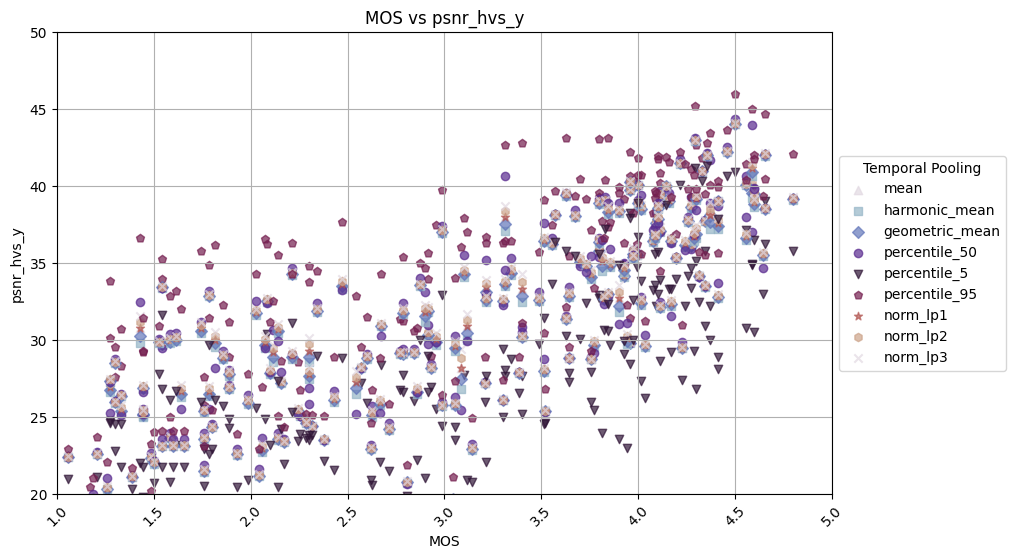 MOS vs psnr_hvs_y
50
45
40
35
30
25
20
psnr_hvs_y
1.0 1.5 2.0 2.5 3.0 3.5 4.0 4.5 5.0
MOS
Temporal Pooling
mean
harmonic_mean
geometric_mean
percentile_50
percentile_5
percentile_95
norm_lp1
norm_lp2
norm_lp3